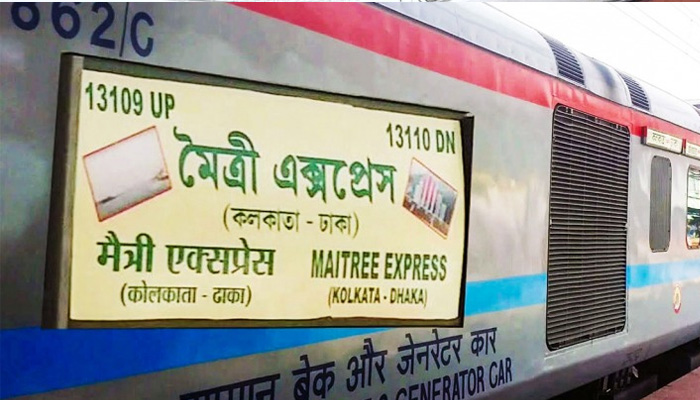 662/C
13109 UP
13110 DN
মৈত্রী এক্সপ্রেস
(কলকাতা - ঢাকা)
मैत्री एक्सप्रेस
(कोलकाता - ढाका)
MAITREE EXPRESS
(KOLKATA - DHAKA)
सामान ब्रेक और जेनरेटर कार
GENERATOR CAR